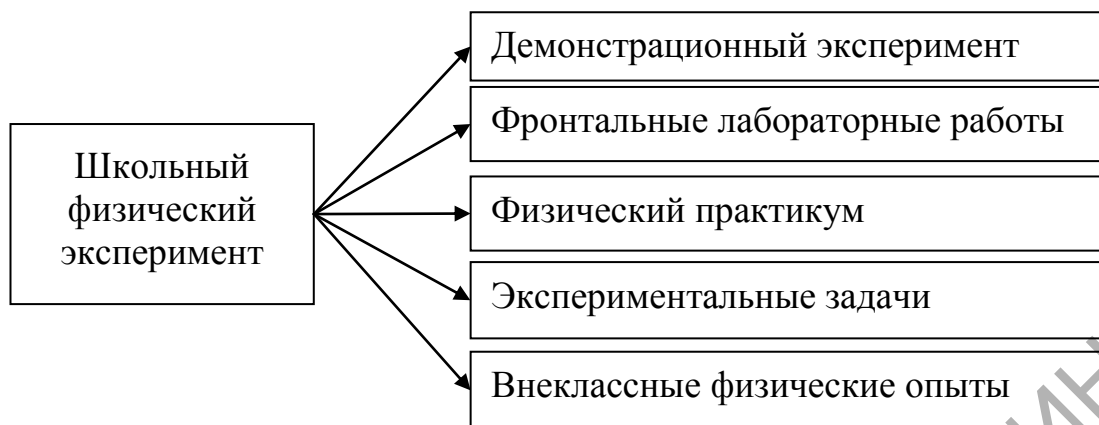 Школьный
физический
эксперимент
Демонстрационный эксперимент
Фронтальные лабораторные работы
Физический практикум
Экспериментальные задачи
Внеклассные физические опыты